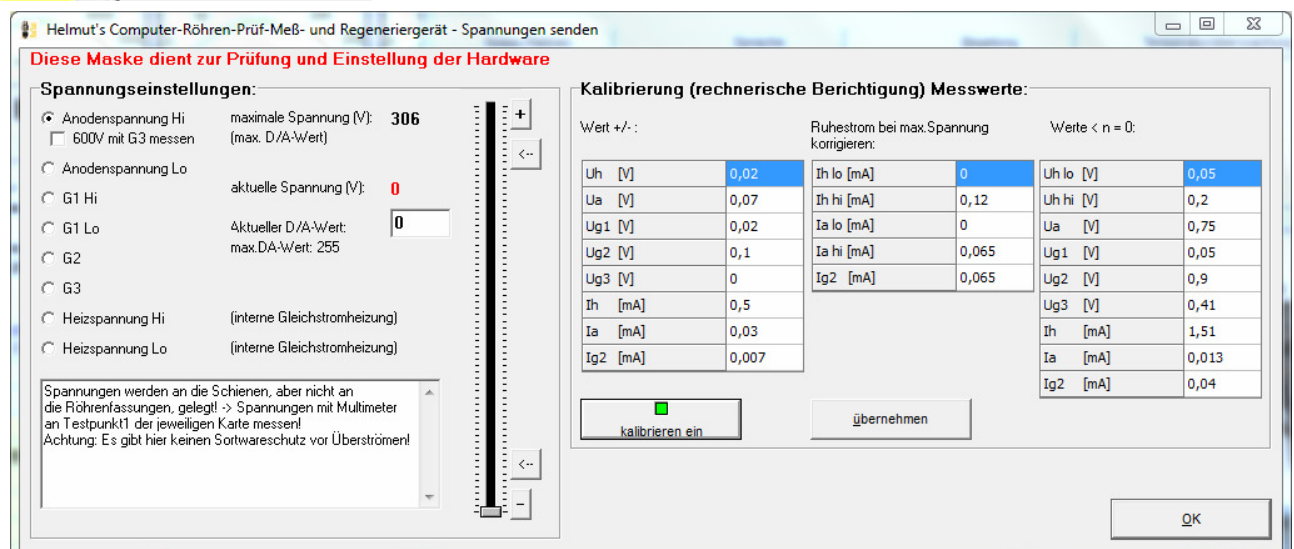 Helmut's Computer-Röhren-Prüf-Meß- und Regeneriergerät - Spannungen senden
Diese Maske dient zur Prüfung und Einstellung der Hardware
Spannungseinstellungen:
Anodenspannung Hi
maximale Spannung (V): 306
600V mit G3 messen
(max. D/A-Wert)
Anodenspannung Lo
aktuelle Spannung (V): 0
G1 Hi
G1 Lo
Aktueller D/A-Wert: 0
max.DA-Wert: 255
G2
G3
Heizspannung Hi (interne Gleichstromheizung)
Heizspannung Lo (interne Gleichstromheizung)
Spannungen werden an die Schienen, aber nicht an
die Röhrenfassungen, gelegt! -> Spannungen mit Multimeter
an Testpunkt1 der jeweiligen Karte messen!
Achtung: Es gibt hier keinen Sortwareschutz vor Überströmen!
+
<--
<--
-
Kalibrierung (rechnerische Berichtigung) Messwerte:
Wert +/- :
Uh [V] 0,02
Ua [V] 0,07
Ug1 [V] 0,02
Ug2 [V] 0,1
Ug3 [V] 0
Ih [mA] 0,5
Ia [mA] 0,03
Ig2 [mA] 0,007
kalibrieren ein
Ruhestrom bei max.Spannung
korrigieren:
Ih lo [mA] 0
Ih hi [mA] 0,12
Ia lo [mA] 0
Ia hi [mA] 0,065
Ig2 [mA] 0,065
übernehmen
Werte < n = 0:
Uh lo [V] 0,05
Uh hi [V] 0,2
Ua [V] 0,75
Ug1 [V] 0,05
Ug2 [V] 0,9
Ug3 [V] 0,41
Ih [mA] 1,51
Ia [mA] 0,013
Ig2 [mA] 0,04
OK